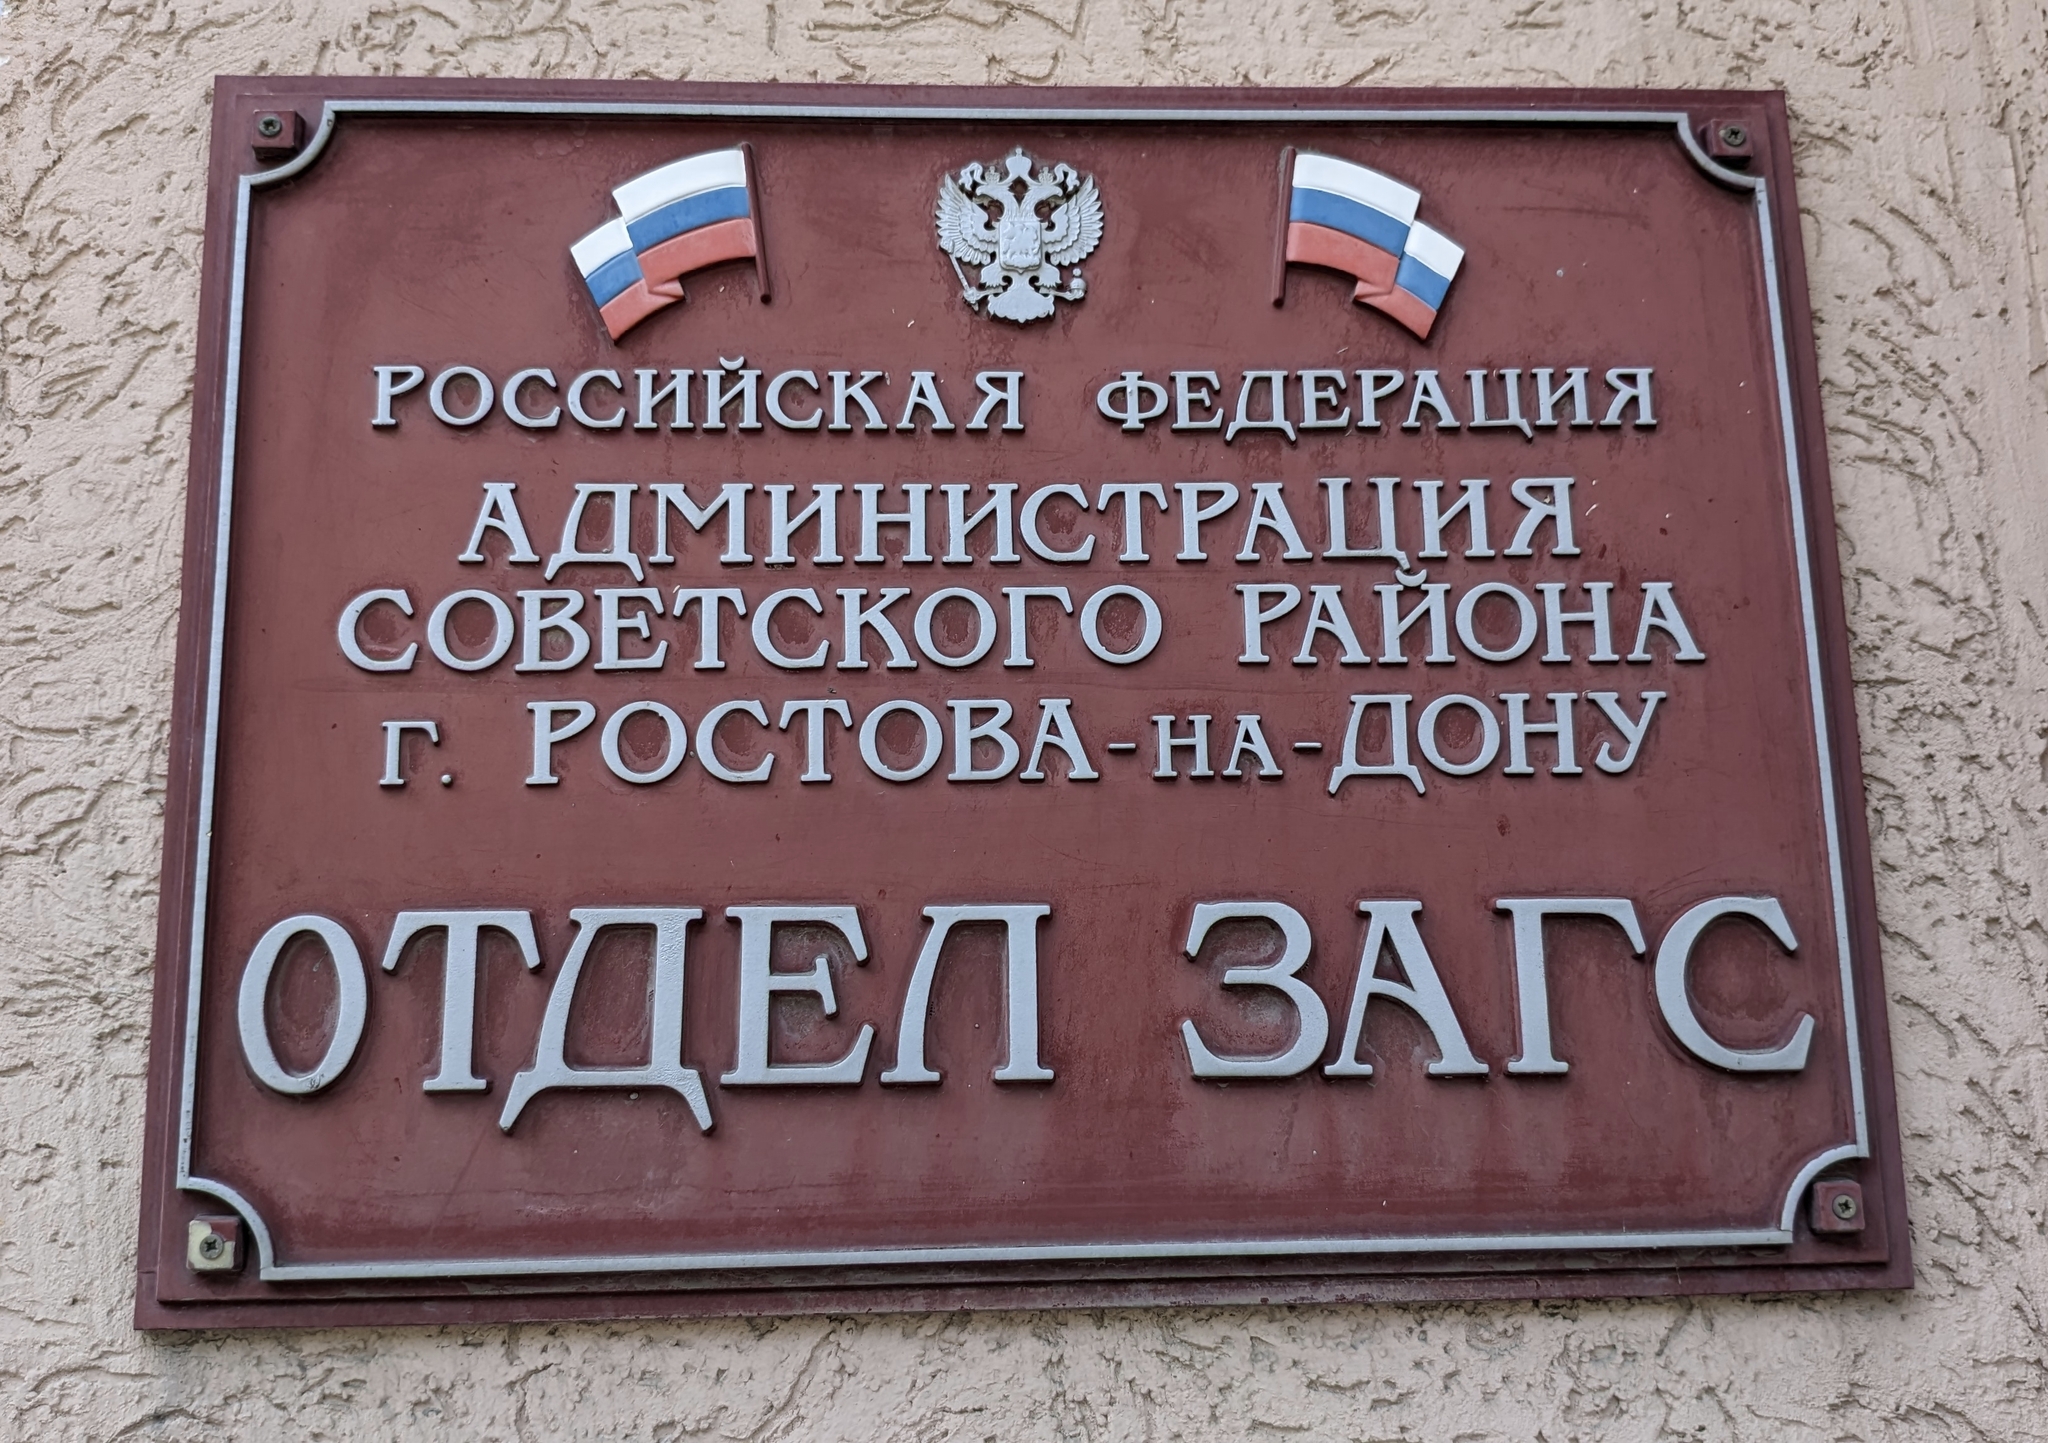 РОССИЙСКАЯ ФЕДЕРАЦИЯ
АДМИНИСТРАЦИЯ
СОВЕТСКОГО РАЙОНА
г. РОСТОВА-НА-ДОНУ
ОТДЕЛ ЗАГС